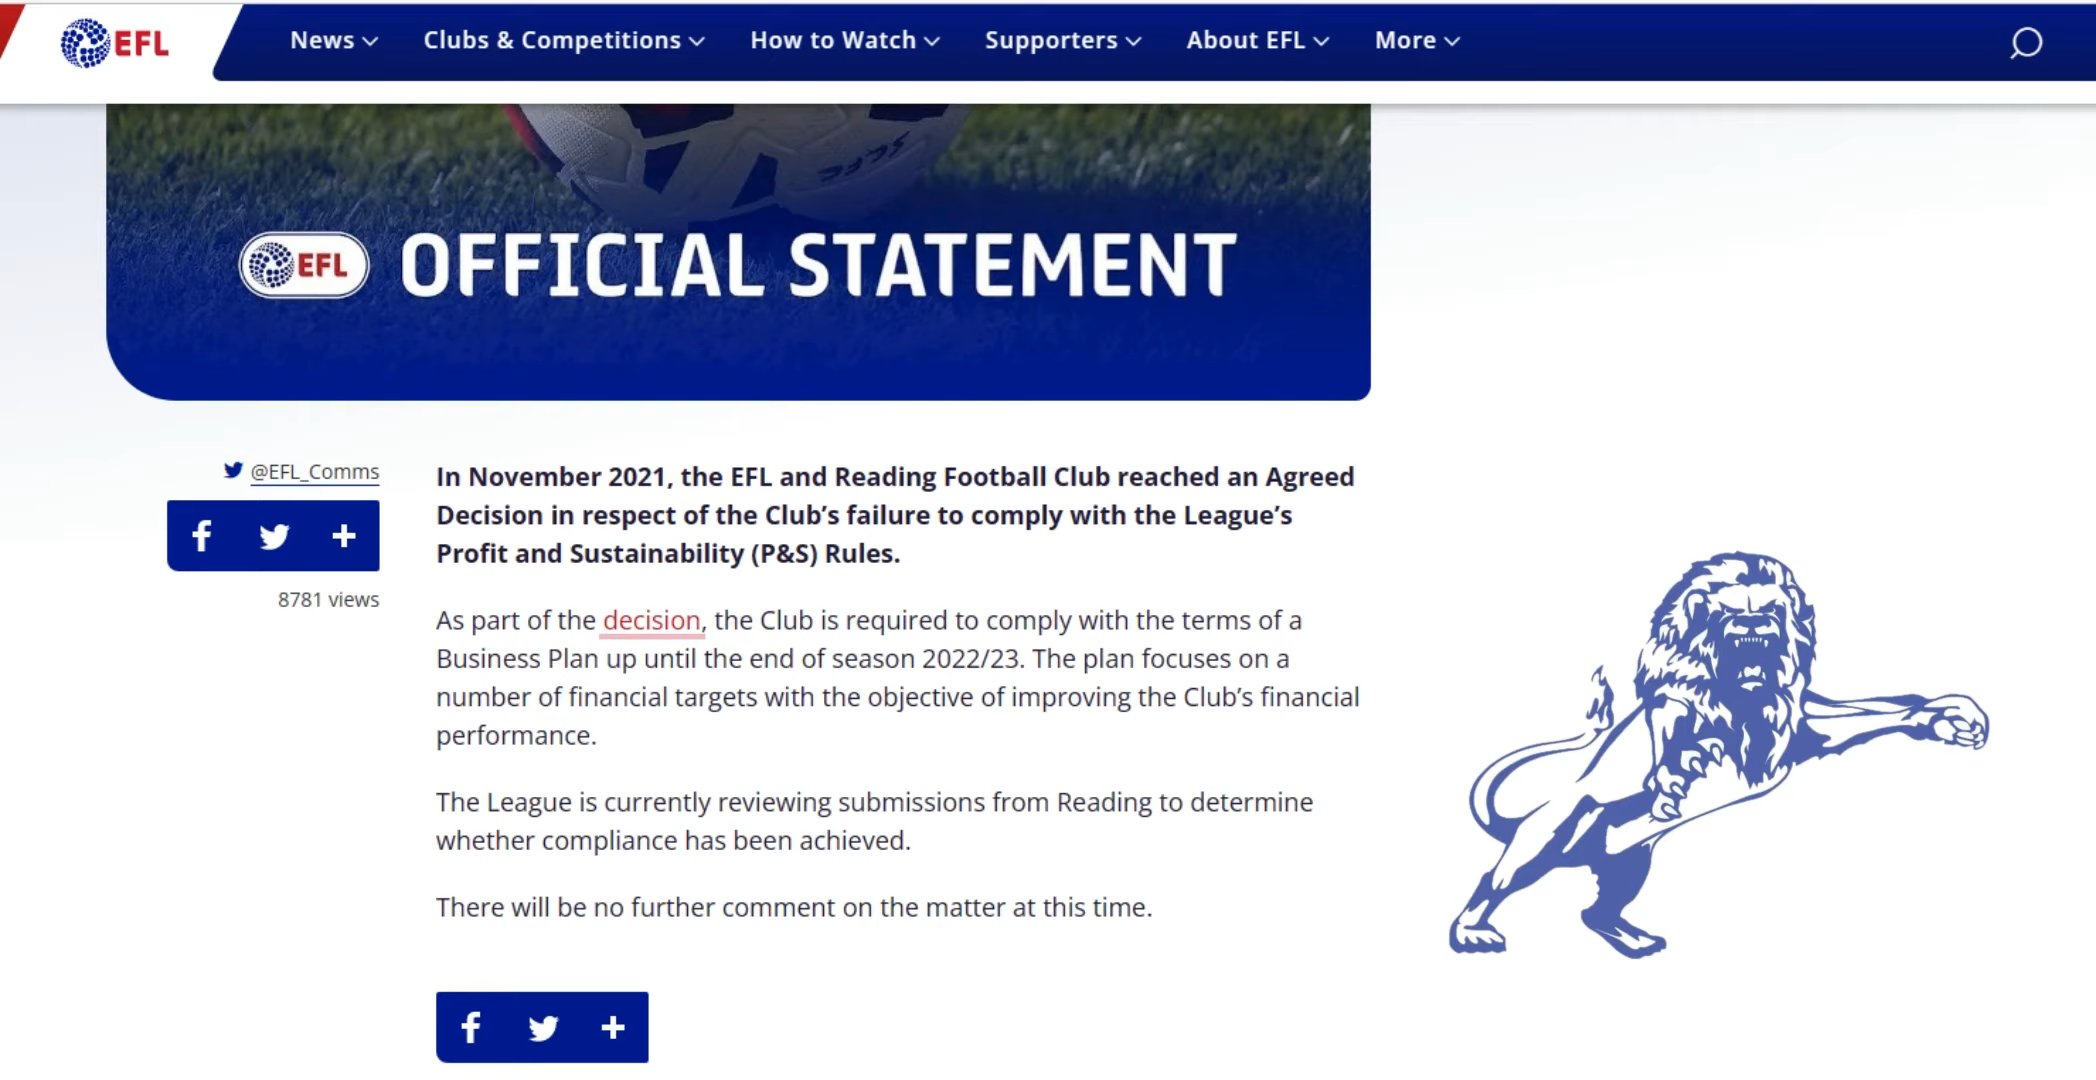 EFL
News
Clubs & Competitions
How to Watch
Supporters
About EFL
More
EFL OFFICIAL STATEMENT
@EFL_Comms
8781 views
In November 2021, the EFL and Reading Football Club reached an Agreed
Decision in respect of the Club’s failure to comply with the League’s
Profit and Sustainability (P&S) Rules.
As part of the decision, the Club is required to comply with the terms of a
Business Plan up until the end of season 2022/23. The plan focuses on a
number of financial targets with the objective of improving the Club’s financial
performance.
The League is currently reviewing submissions from Reading to determine
whether compliance has been achieved.
There will be no further comment on the matter at this time.